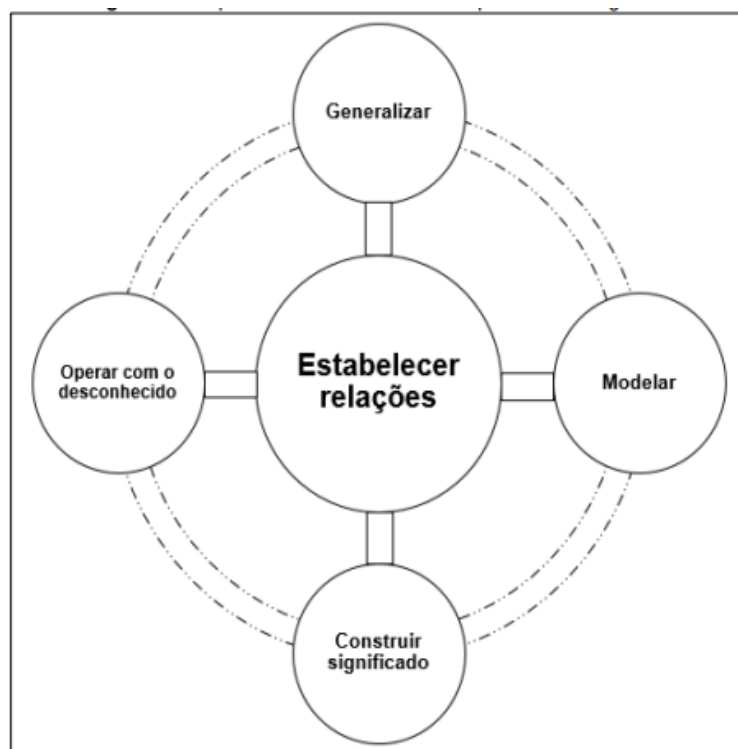 Generalizar
Operar com o
desconhecido
Estabelecer
relações
Modelar
Construir
significado